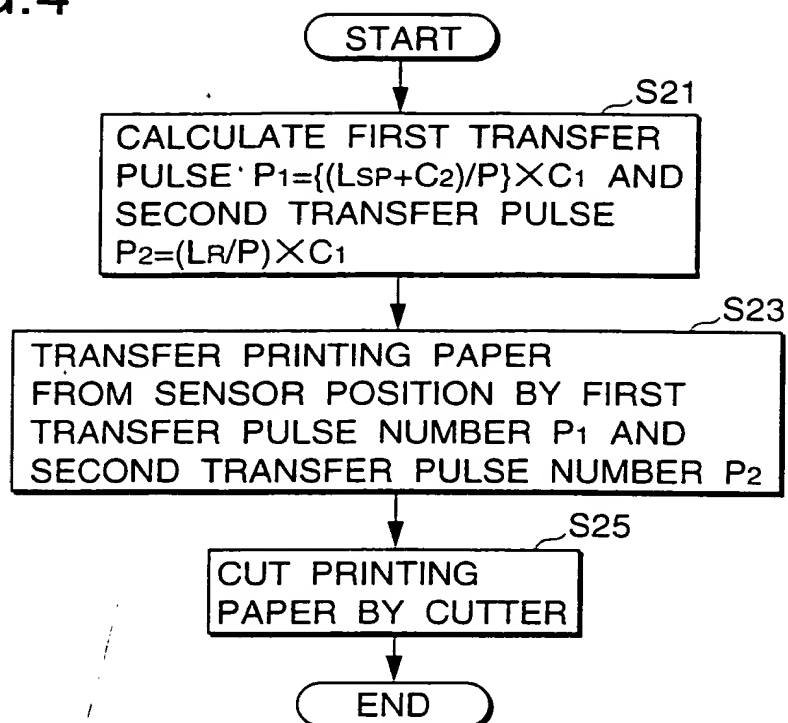 START
S21
CALCULATE FIRST TRANSFER
PULSE P1={(LSP+C2)/P}×C1 AND
SECOND TRANSFER PULSE
P2=(LR/P)×C1
S23
TRANSFER PRINTING PAPER
FROM SENSOR POSITION BY FIRST
TRANSFER PULSE NUMBER P1 AND
SECOND TRANSFER PULSE NUMBER P2
S25
CUT PRINTING
PAPER BY CUTTER
END